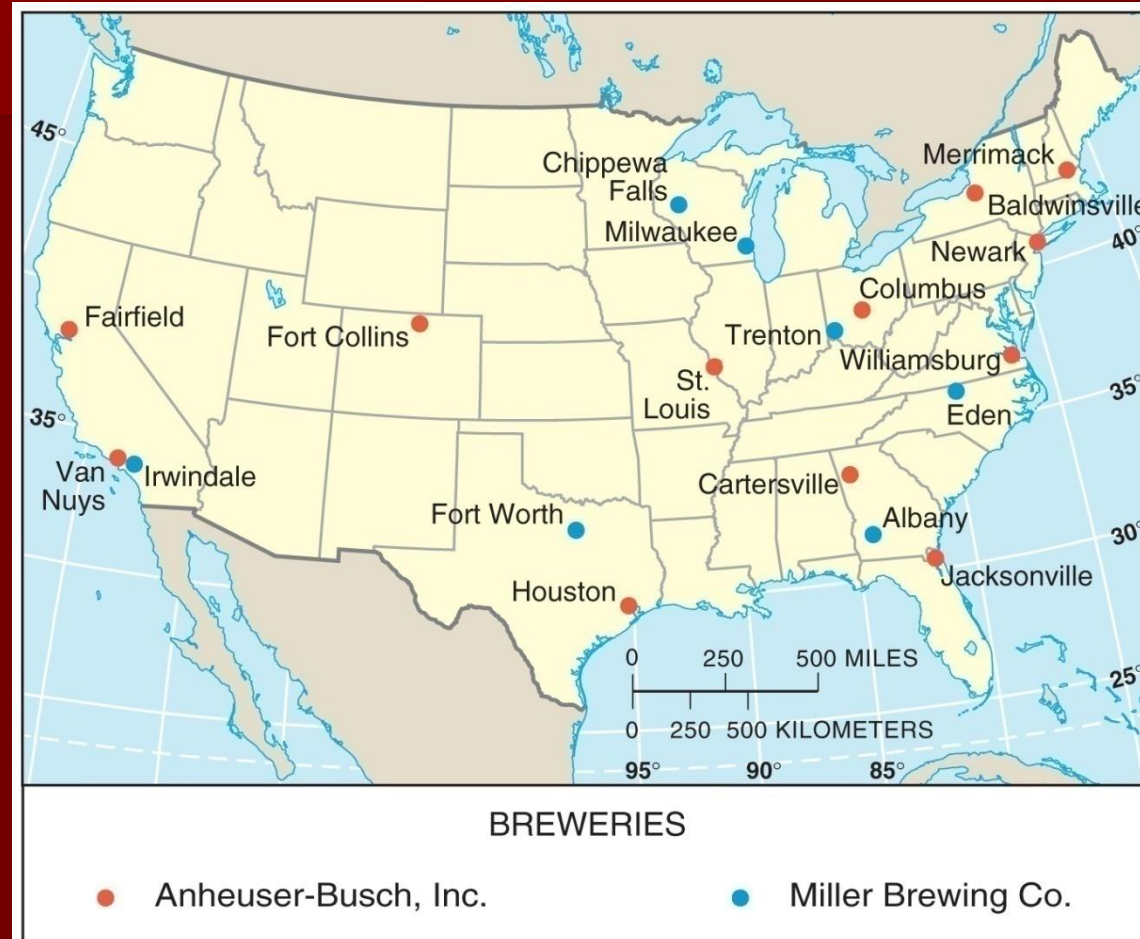 45°
Chippewa
Falls
Merrimack
Milwaukee
Baldwinsville
40°
Newark
Columbus
Fairfield
Fort Collins
Trenton
Williamsburg
St.
Louis
35°
Eden
35°
Van
Nuys
Irwindale
Cartersville
Fort Worth
Albany
30°
Jacksonville
Houston
0 250 500 MILES
0 250 500 KILOMETERS
25°
95° 90° 85°
BREWERIES
Anheuser-Busch, Inc.
Miller Brewing Co.